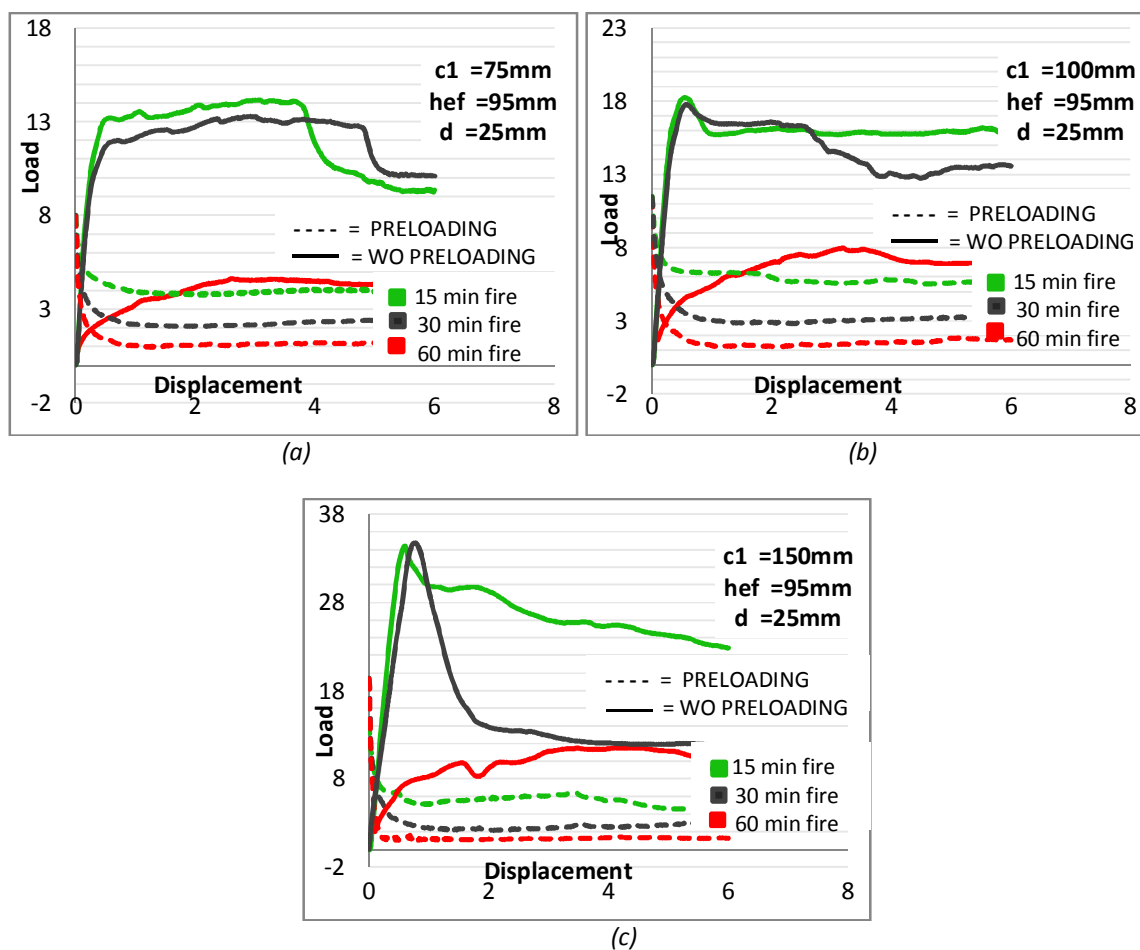 18
13
8
3
-2
Load
c1 =75mm
hef =95mm
d =25mm
= PRELOADING
= WO PRELOADING
15 min fire
30 min fire
60 min fire
Displacement
0 2 4 6 8
(a)
23
18
13
8
3
-2
Load
c1 =100mm
hef =95mm
d =25mm
= PRELOADING
= WO PRELOADING
15 min fire
30 min fire
60 min fire
Displacement
0 2 4 6 8
(b)
38
28
18
8
-2
Load
c1 =150mm
hef =95mm
d =25mm
= PRELOADING
= WO PRELOADING
15 min fire
30 min fire
60 min fire
Displacement
0 2 4 6 8
(c)